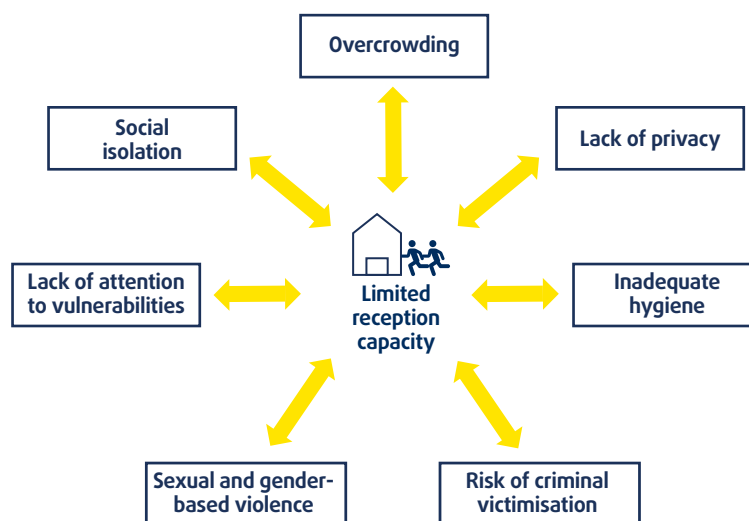 Overcrowding
Social
isolation
Lack of privacy
Limited
reception
capacity
Lack of attention
to vulnerabilities
Inadequate
hygiene
Sexual and gender-
based violence
Risk of criminal
victimisation